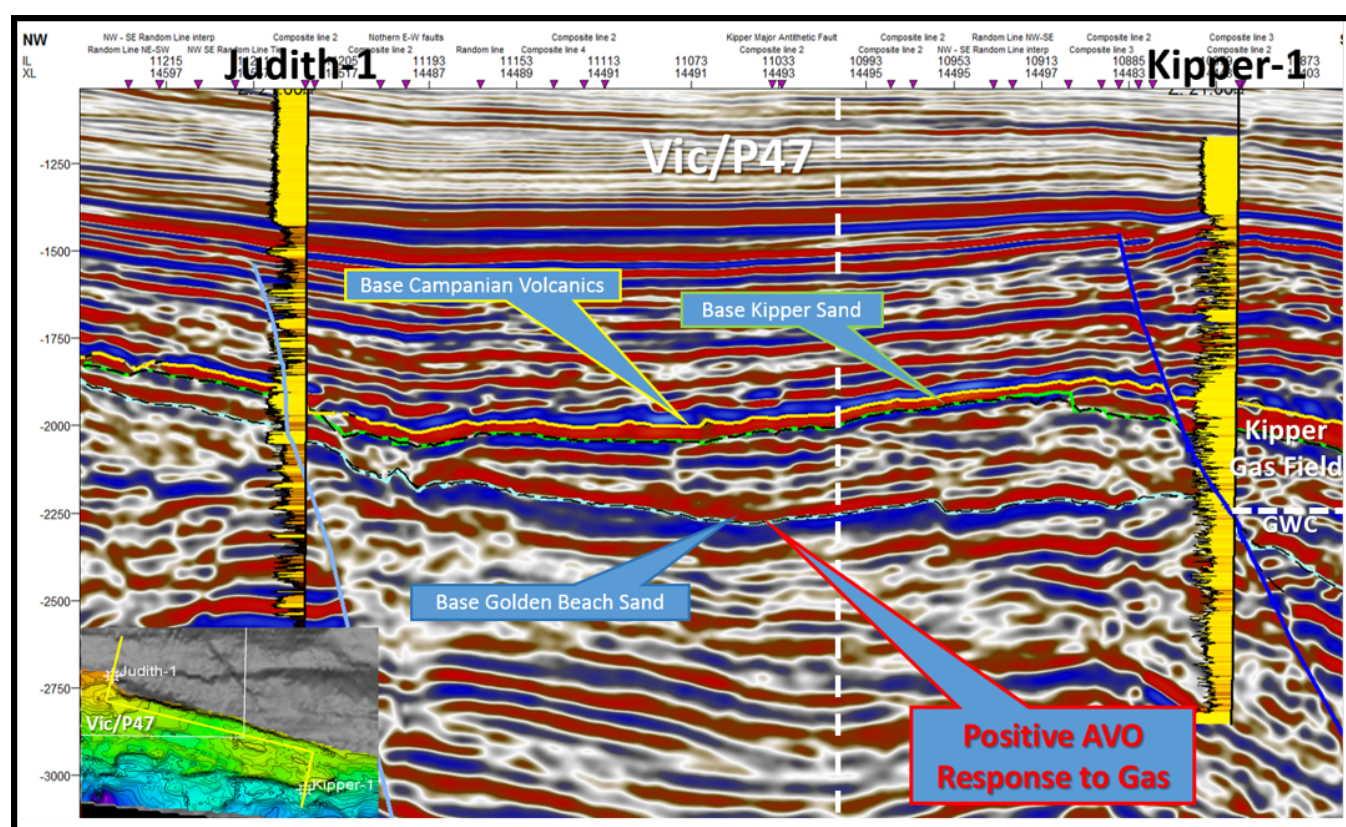 NW
NW - SE Random Line interp Composite line 2 Nothern E-W faults Composite line 2 Kipper Major Antithetic Fault Composite line 2 Random Line NW-SE Composite line 2 Composite line 3
Random Line NE-SW Composite line 2 Random line Composite line 4 Composite line 2 Composite line 2 NW - SE Random Line interp Composite line 3 Composite line 2
IL 11215 11193 11153 11113 11073 11033 10993 10953 10913 10885
XL 14597 14487 14489 14491 14491 14493 14495 14495 14497 14483
Judith-1
Kipper-1
Vic/P47
-1250
-1500
-1750
-2000
-2250
-2500
-2750
-3000
Base Campanian Volcanics
Base Kipper Sand
Kipper
Gas Field
GWC
Base Golden Beach Sand
Positive AVO
Response to Gas
Judith-1
Vic/P47
Kipper-1